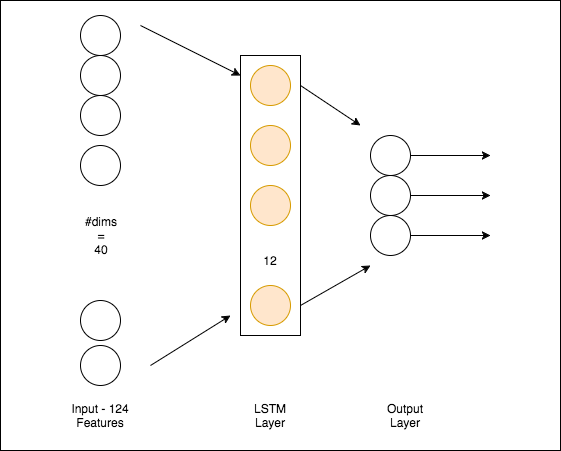 #dims
=
40
12
Input - 124
Features
LSTM
Layer
Output
Layer